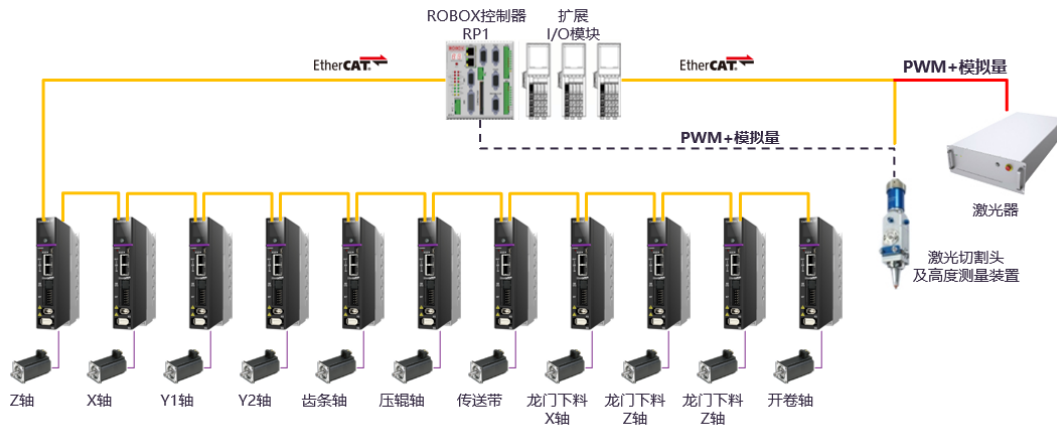 ROBOX控制器
RP1
扩展
I/O模块
EtherCAT
EtherCAT
PWM+模拟量
PWM+模拟量
激光器
激光切割头
及高度测量装置
Z轴
X轴
Y1轴
Y2轴
齿条轴
压辊轴
传送带
龙门下料
X轴
龙门下料
Z轴
龙门下料
Z轴
开卷轴